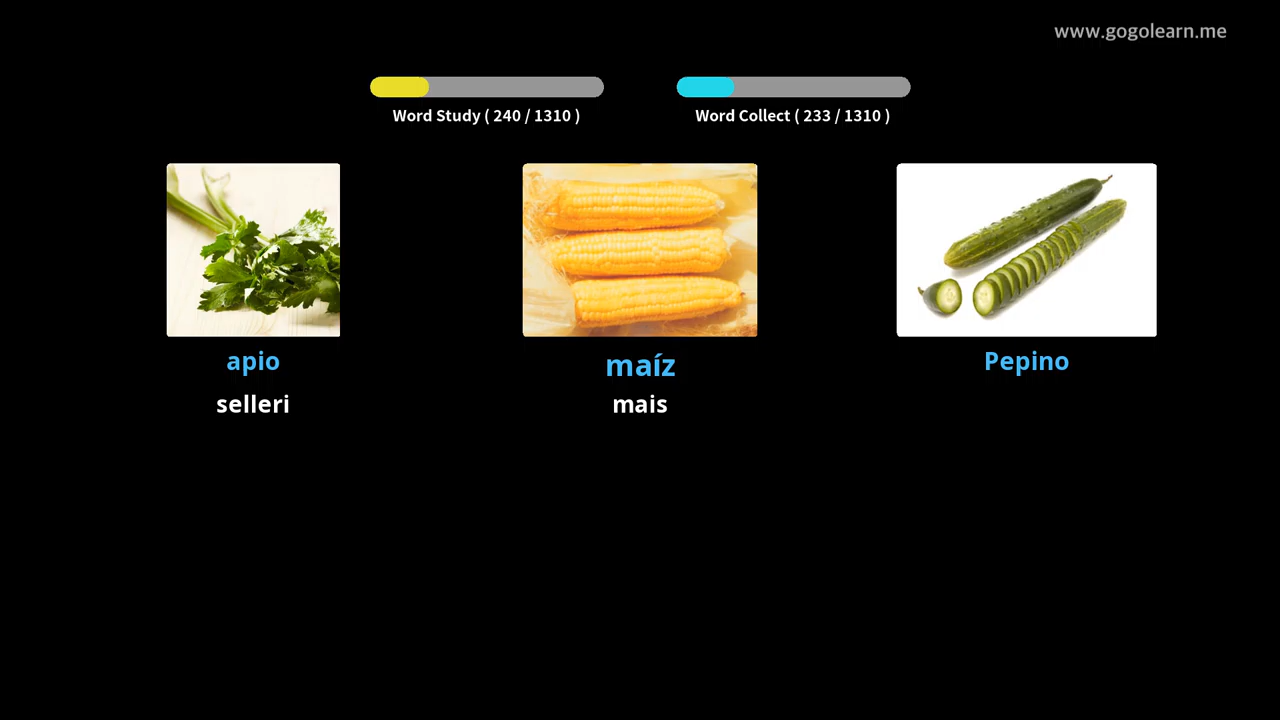 www.gogolearn.me
Word Study ( 240 / 1310 )
Word Collect ( 233 / 1310 )
apio
maíz
Pepino
selleri
mais